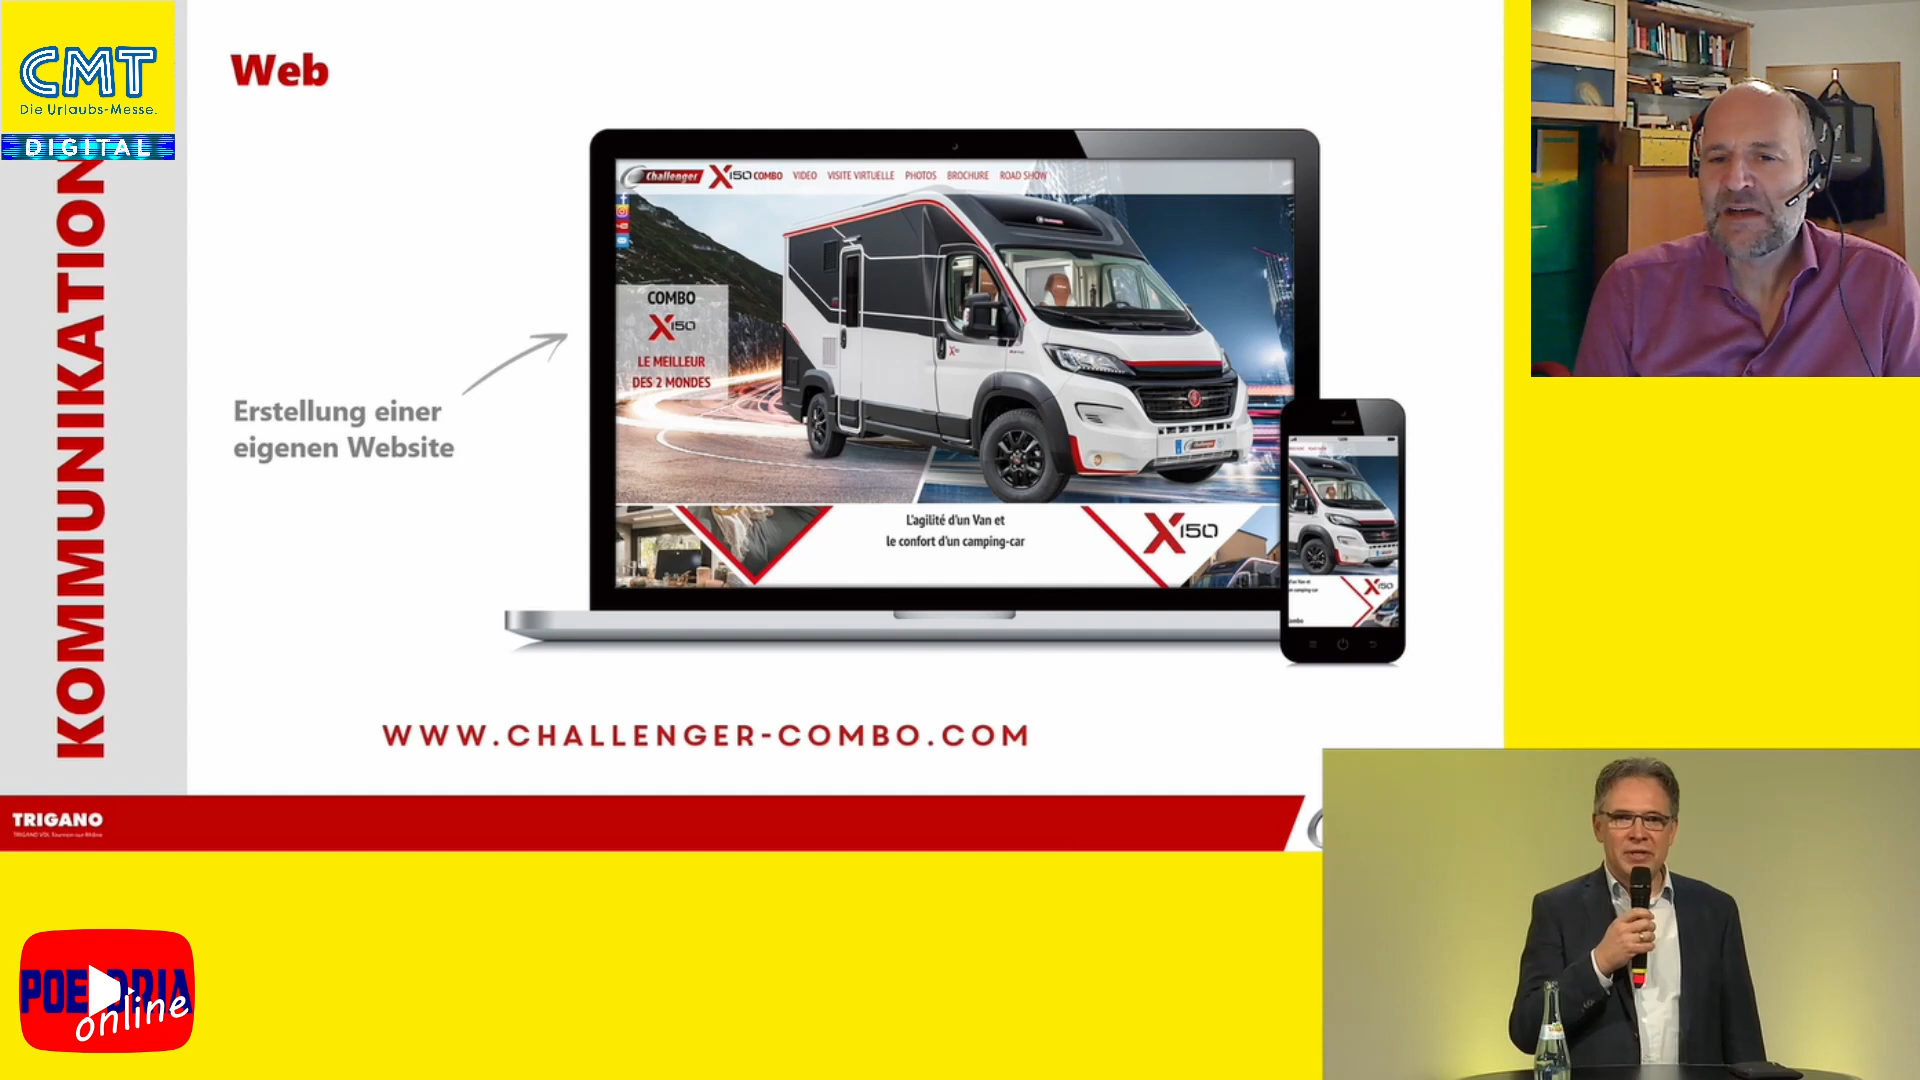 CMT
Die Urlaubs-Messe.
DIGITAL
KOMMUNIKATION
Web
Challenger X150 COMBO VIDEO VISITE VIRTUELLE PHOTOS BROCHURE ROAD SHOW
COMBO
X150
LE MEILLEUR
DES 2 MONDES
Erstellung einer
eigenen Website
L'agilité d'un Van et
le confort d'un camping-car
X150
X150
WWW.CHALLENGER-COMBO.COM
TRIGANO
online